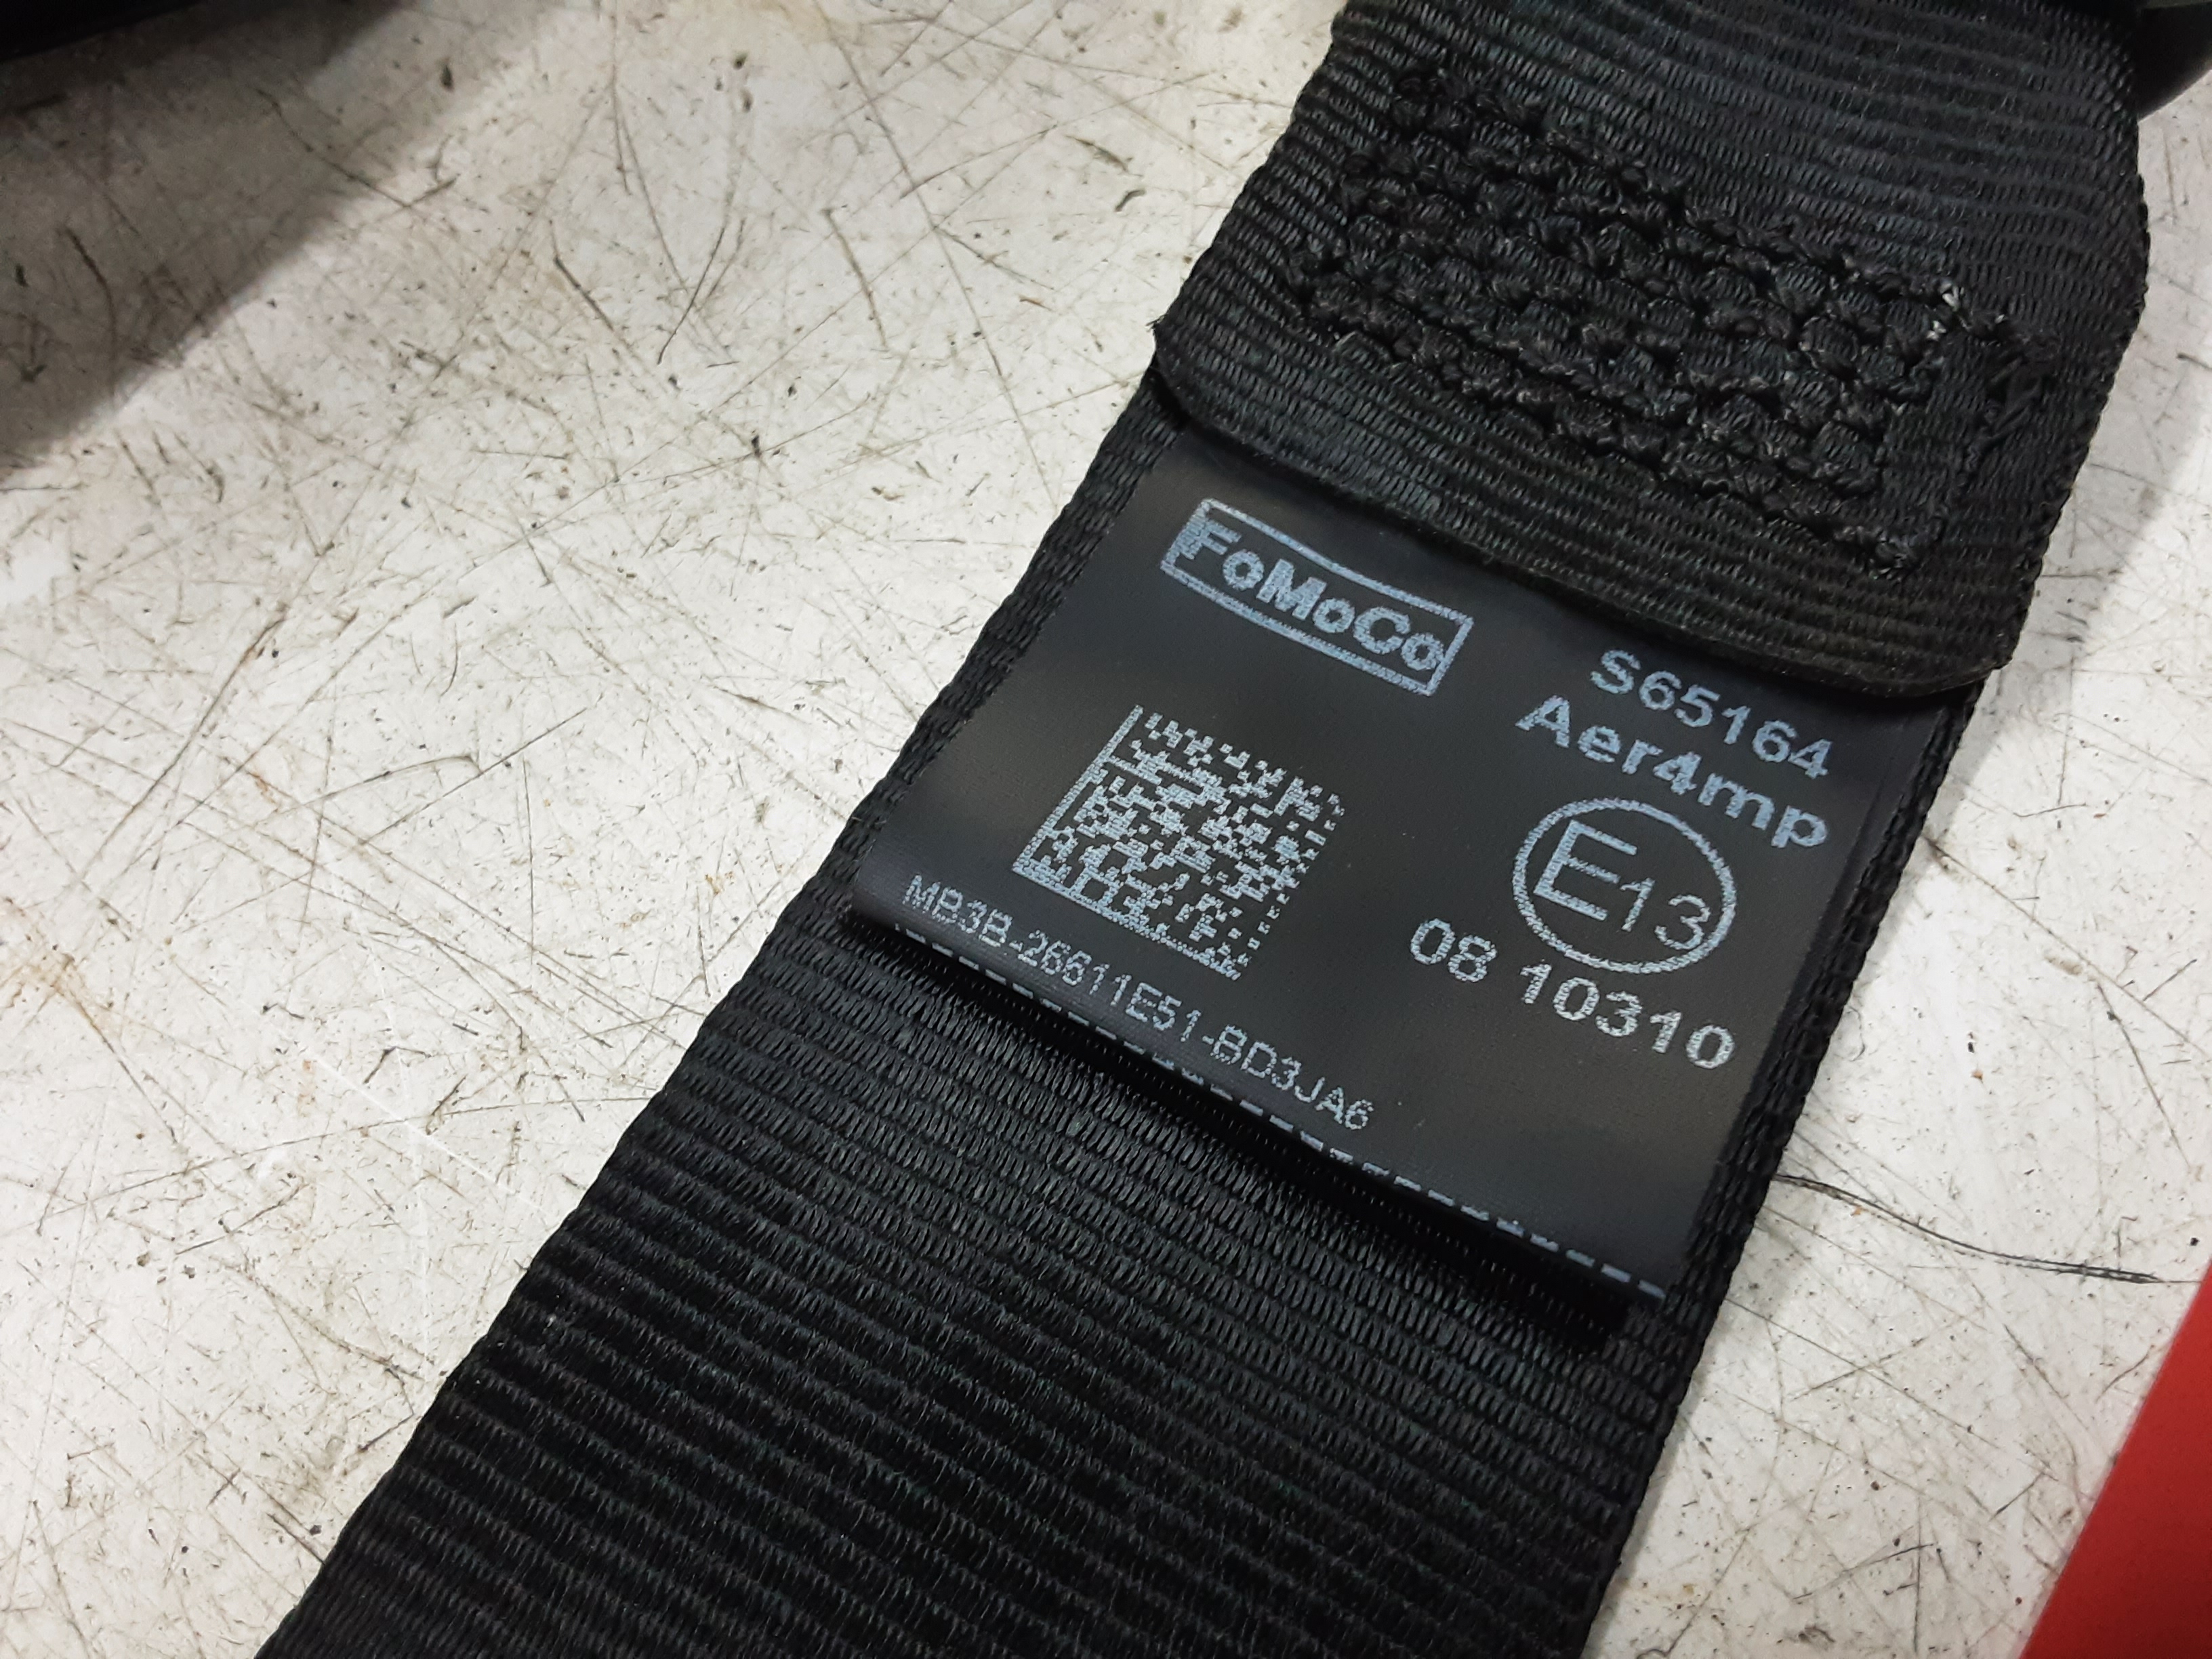 FoMoCo
S65164
Aer4mp
E13
08 10310
MB3B-26611E51-BD3JA6